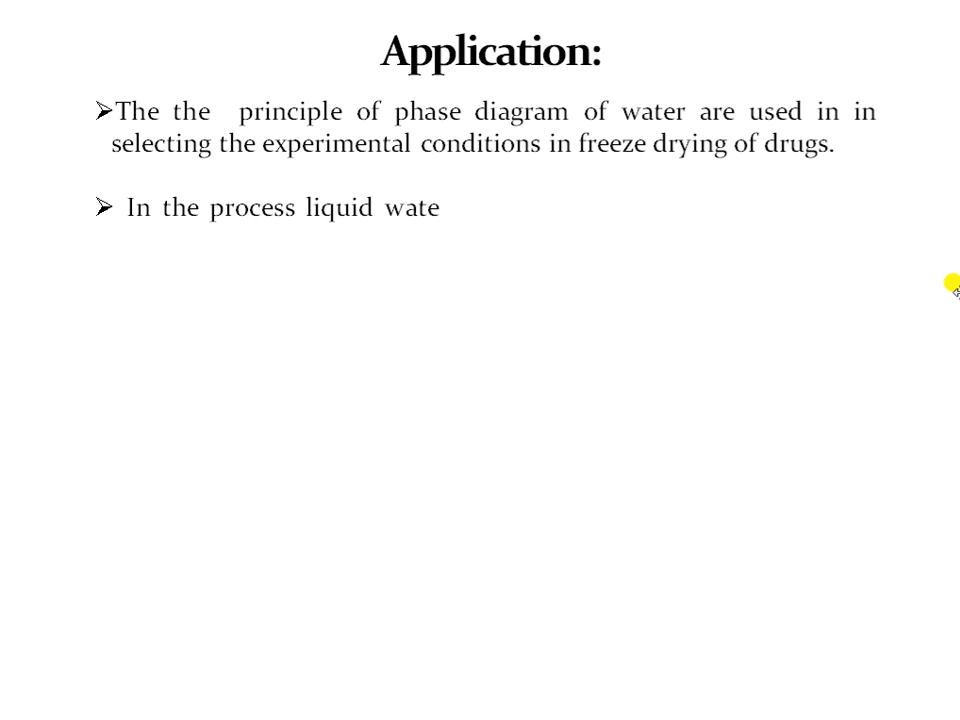 Application:
➢The the principle of phase diagram of water are used in in
selecting the experimental conditions in freeze drying of drugs.
➢ In the process liquid wate